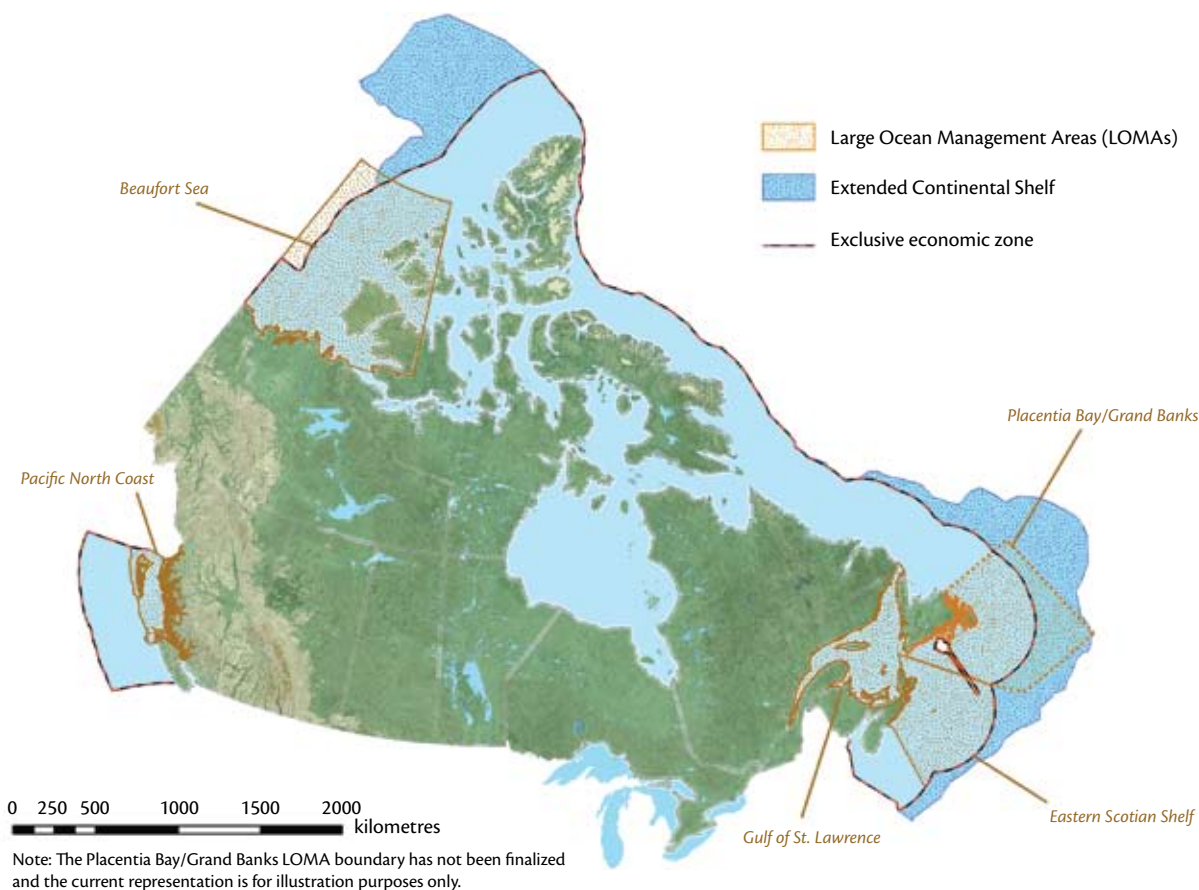 Large Ocean Management Areas (LOMAs)
Extended Continental Shelf
Exclusive economic zone
Beaufort Sea
Placentia Bay/Grand Banks
Pacific North Coast
Eastern Scotian Shelf
Gulf of St. Lawrence
0 250 500 1000 1500 2000
kilometres
Note: The Placentia Bay/Grand Banks LOMA boundary has not been finalized
and the current representation is for illustration purposes only.